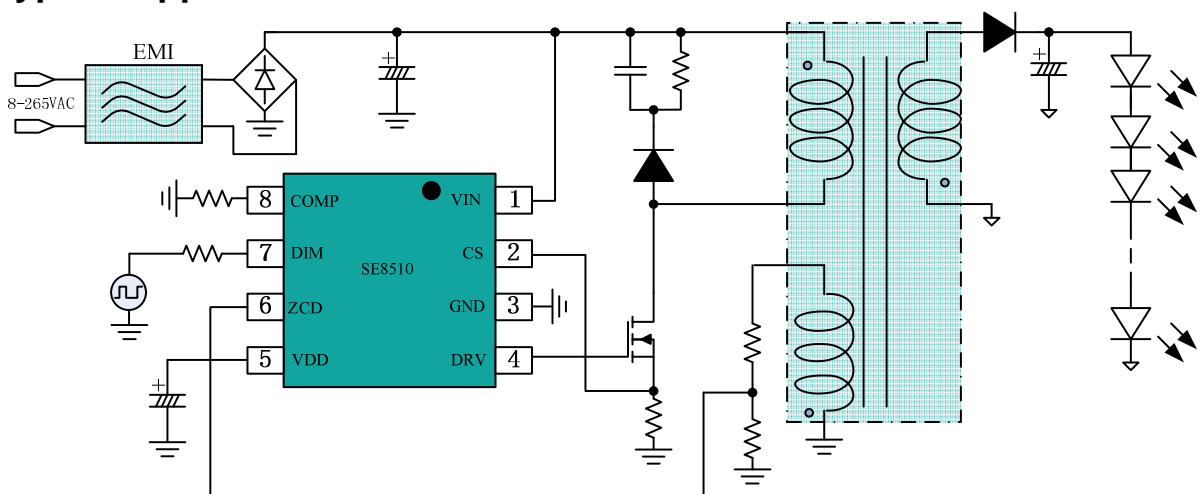 EMI
8-265VAC
8 COMP VIN 1
7 DIM CS 2
SE8510
6 ZCD GND 3
5 VDD DRV 4
+
+
+